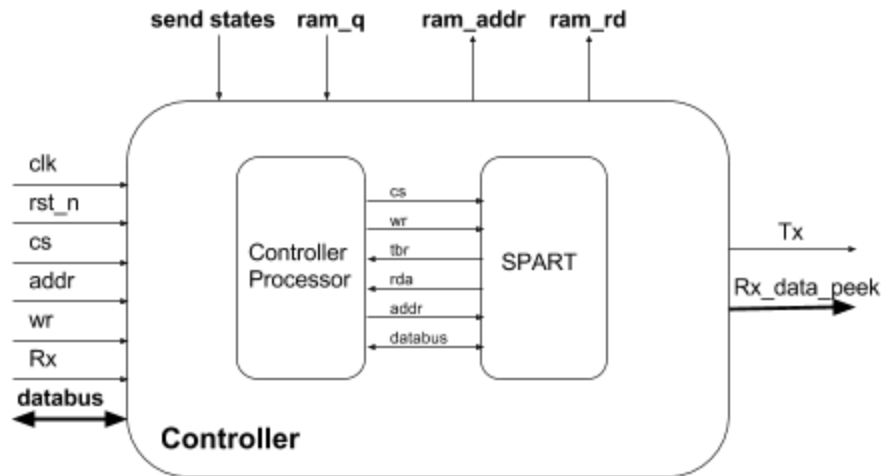 send states ram_q ram_addr ram_rd
clk
rst_n
cs
addr
wr
Rx
databus
Controller
Processor
cs
wr
tbr
rda
addr
databus
SPART
Tx
Rx_data_peek
Controller